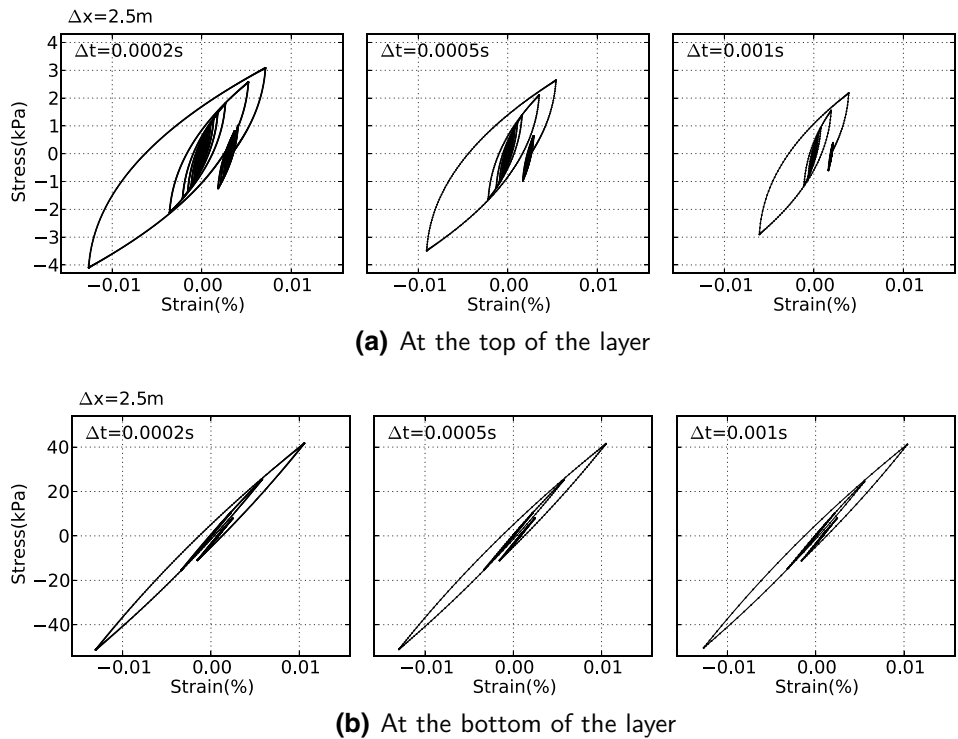 Δx=2.5m
Δt=0.0002s
Δt=0.0005s
Δt=0.001s
4
3
2
1
0
−1
−2
−3
−4
Stress(kPa)
−0.01 0.00 0.01
−0.01 0.00 0.01
−0.01 0.00 0.01
Strain(%)
Strain(%)
Strain(%)
(a) At the top of the layer
Δx=2.5m
Δt=0.0002s
Δt=0.0005s
Δt=0.001s
40
20
0
−20
−40
Stress(kPa)
−0.01 0.00 0.01
−0.01 0.00 0.01
−0.01 0.00 0.01
Strain(%)
Strain(%)
Strain(%)
(b) At the bottom of the layer